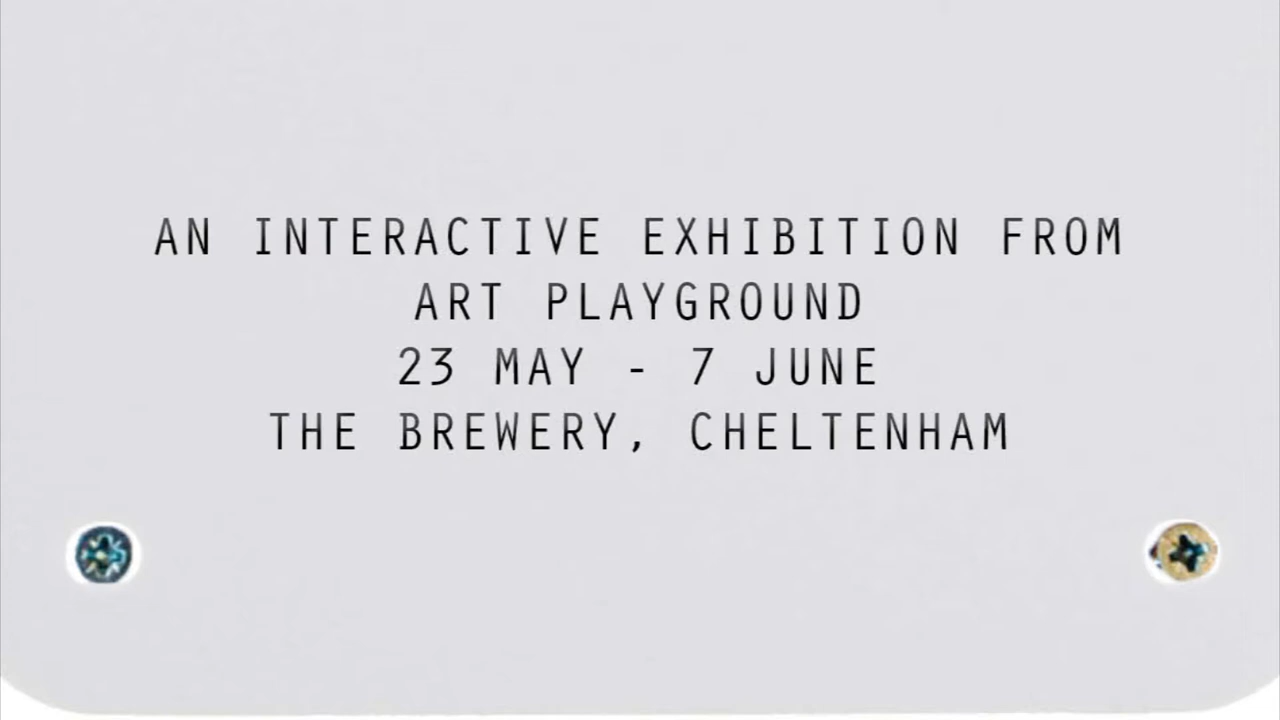 AN INTERACTIVE EXHIBITION FROM
ART PLAYGROUND
23 MAY - 7 JUNE
THE BREWERY, CHELTENHAM